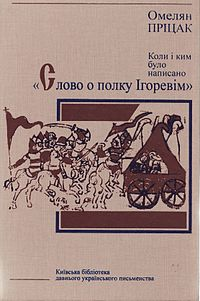 Омелян
ПРІЦАК
Коли і ким
було
написано
«Слово о полку Ігоревім»
Київська бібліотека
давнього українського письменства